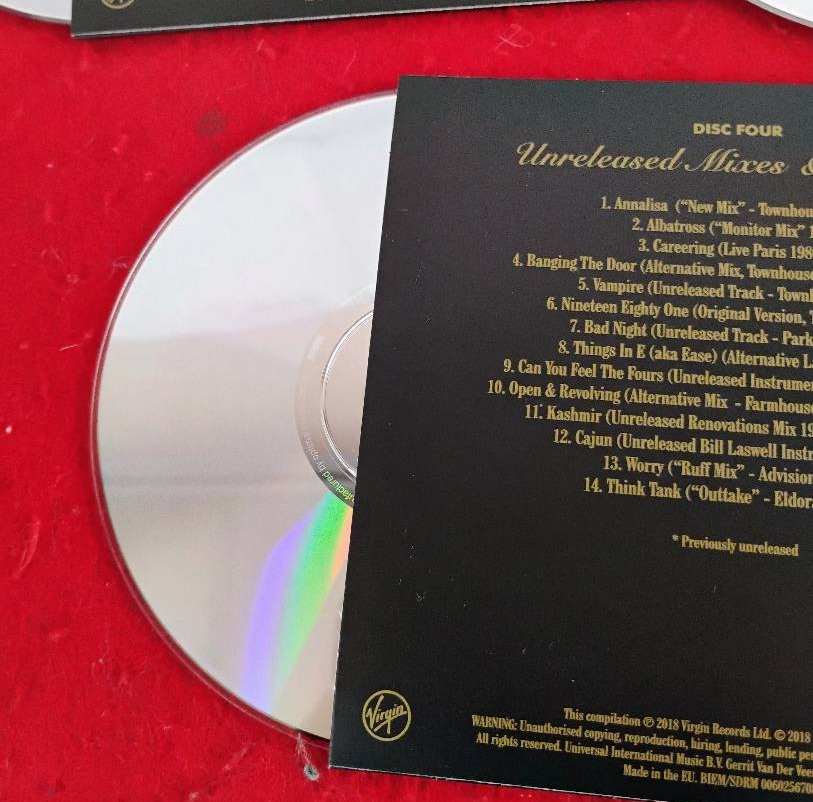 DISC FOUR
Unreleased Mixes &
1. Annalisa ("New Mix" - Townhou
2. Albatross ("Monitor Mix" 1
3. Careering (Live Paris 198
4. Banging The Door (Alternative Mix, Townhouse
5. Vampire (Unreleased Track - Townl
6. Nineteen Eighty One (Original Version, T
7. Bad Night (Unreleased Track - Park
8. Things In E (aka Ease) (Alternative L
9. Can You Feel The Fours (Unreleased Instrumen
10. Open & Revolving (Alternative Mix - Farmhouse
11. Kashmir (Unreleased Renovations Mix 19
12. Cajun (Unreleased Bill Laswell Instr
13. Worry ("Ruff Mix" - Advision
14. Think Tank ("Outtake" - Eldora
* Previously unreleased
Virgin
This compilation ℗ 2018 Virgin Records Ltd. © 2018
WARNING: Unauthorised copying, reproduction, hiring, lending, public per
All rights reserved. Universal International Music B.V. Gerrit Van Der Vee
Made in the EU. BIEM/SDRM 006025670